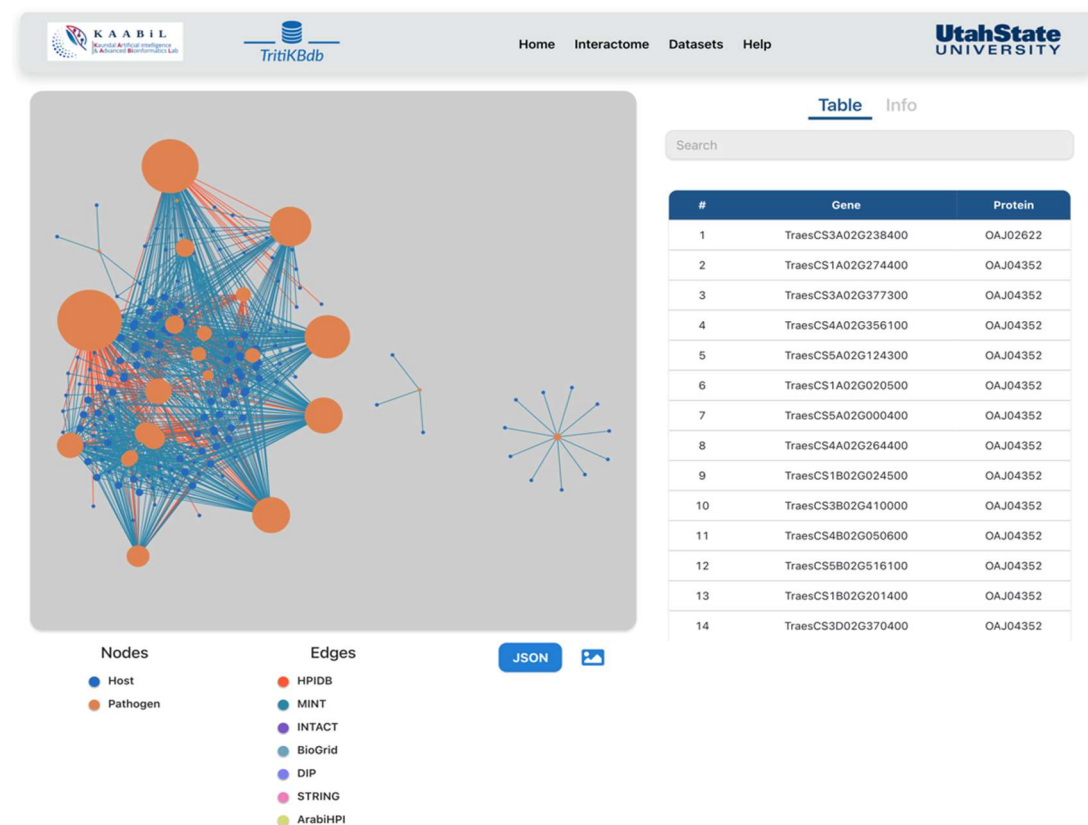 KAABiL
Kaundal Artificial Intelligence
& Advanced Bioinformatics Lab
TritiKBdb
Home Interactome Datasets Help
UtahState
UNIVERSITY
Table Info
Search
# Gene Protein
1 TraesCS3A02G238400 OAJ02622
2 TraesCS1A02G274400 OAJ04352
3 TraesCS3A02G377300 OAJ04352
4 TraesCS4A02G356100 OAJ04352
5 TraesCS5A02G124300 OAJ04352
6 TraesCS1A02G020500 OAJ04352
7 TraesCS5A02G000400 OAJ04352
8 TraesCS4A02G264400 OAJ04352
9 TraesCS1B02G024500 OAJ04352
10 TraesCS3B02G410000 OAJ04352
11 TraesCS4B02G050600 OAJ04352
12 TraesCS5B02G516100 OAJ04352
13 TraesCS1B02G201400 OAJ04352
14 TraesCS3D02G370400 OAJ04352
Nodes
Host
Pathogen
Edges
HPIDB
MINT
INTACT
BioGrid
DIP
STRING
ArabiHPI
JSON